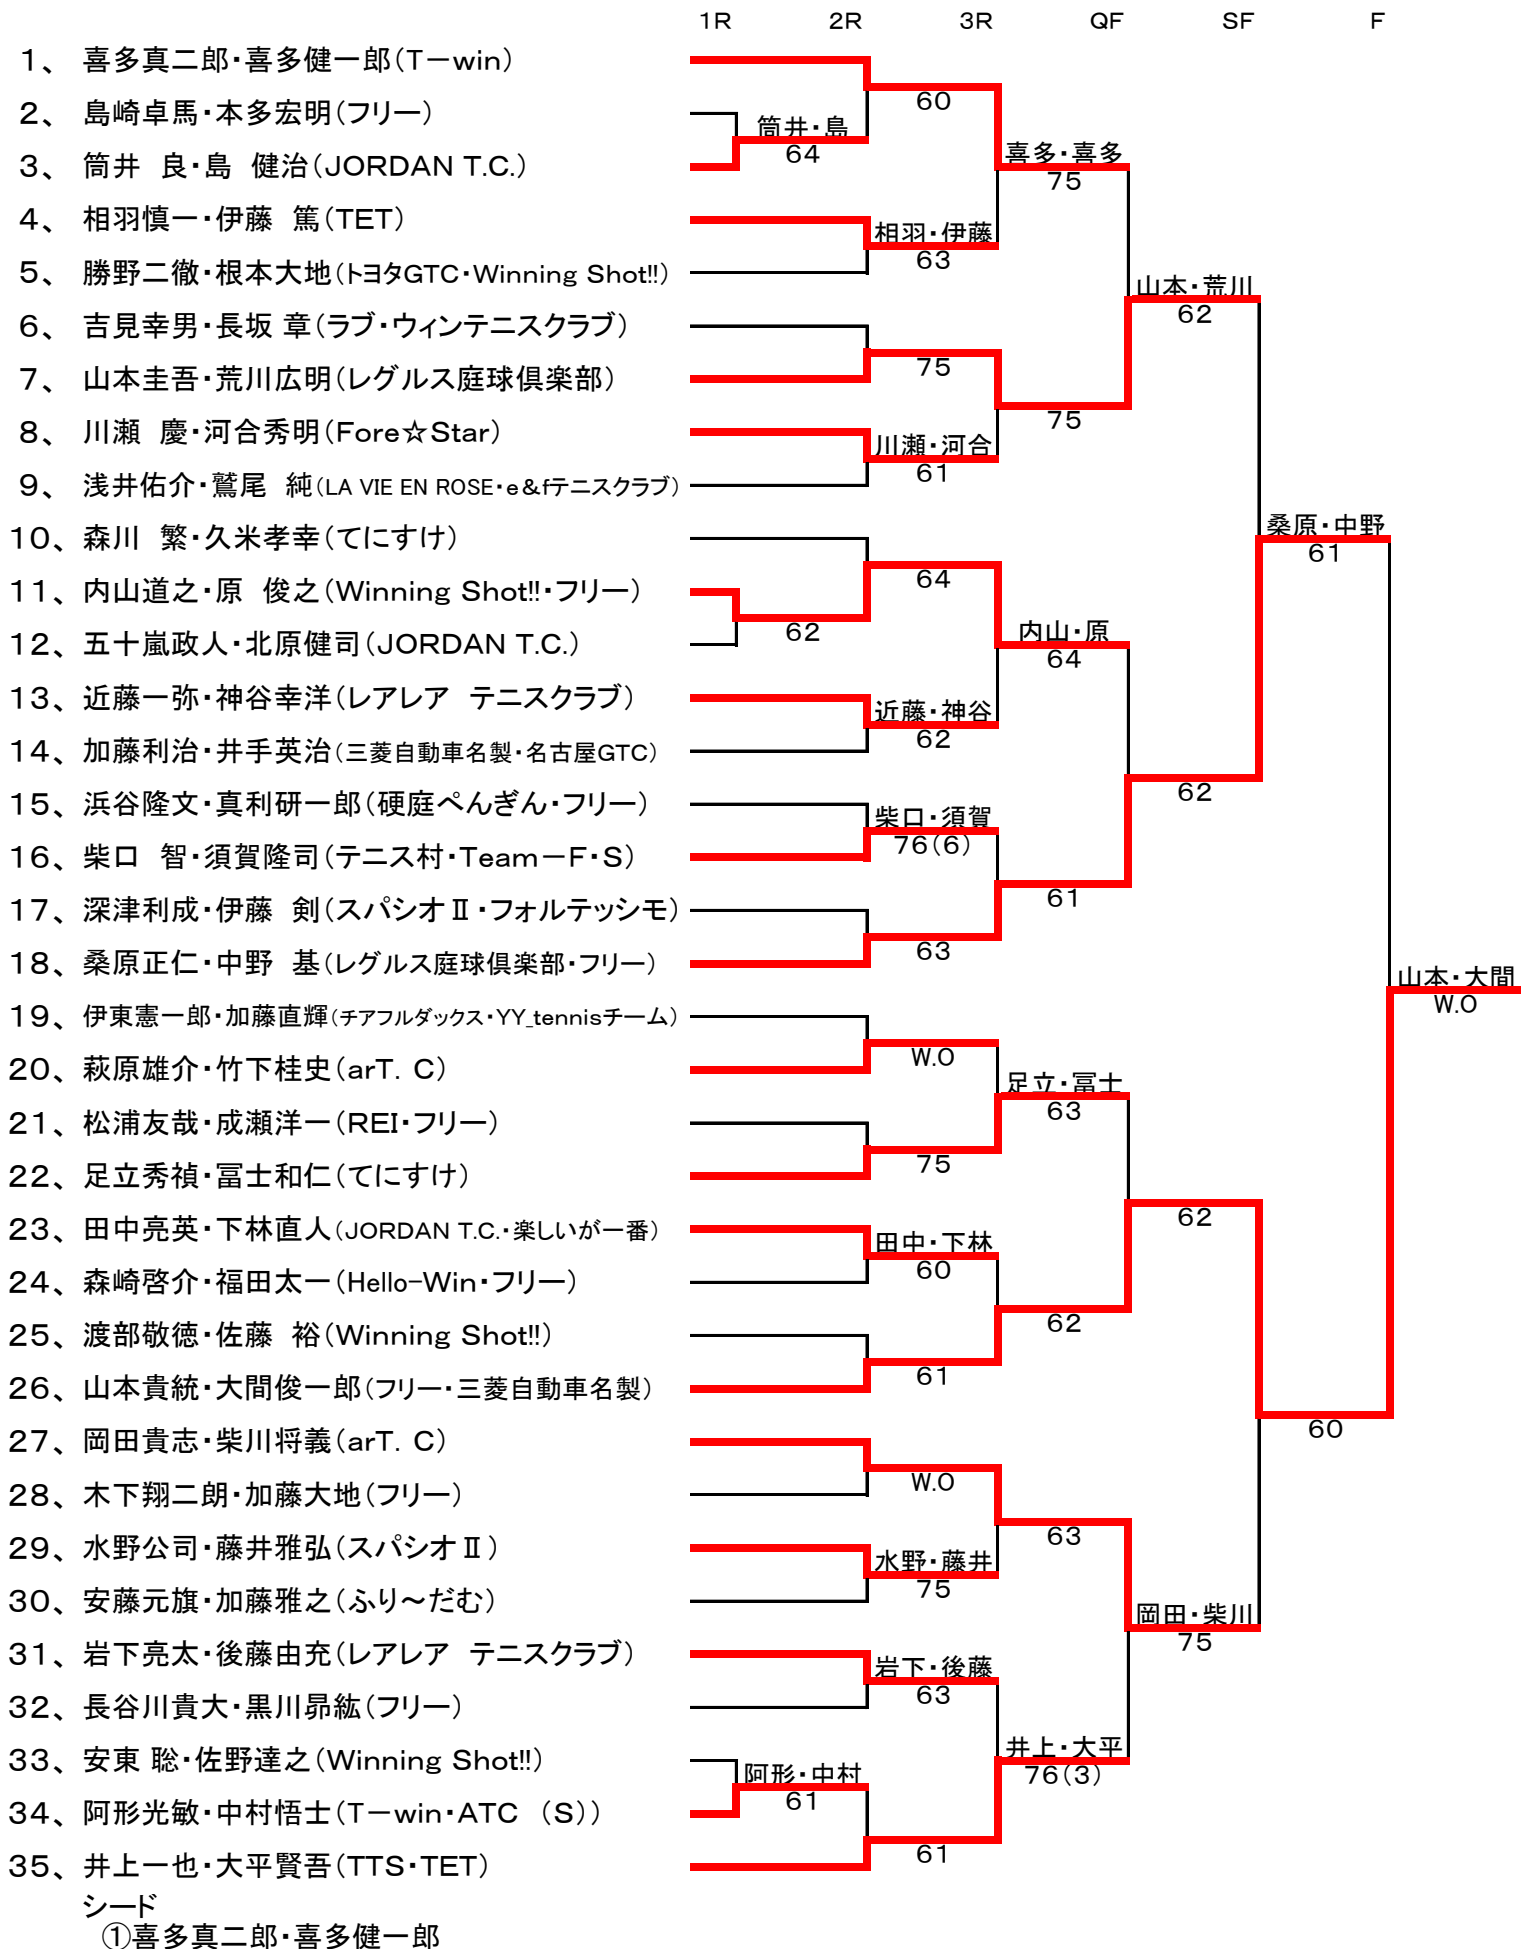 1R 2R 3R QF SF F
1、 喜多真二郎・喜多健一郎(T－win)
60
2、 島崎卓馬・本多宏明(フリー)
筒井・島
64
3、 筒井 良・島 健治(JORDAN T.C.)
喜多・喜多
75
4、 相羽慎一・伊藤 篤(TET)
相羽・伊藤
63
5、 勝野二徹・根本大地(トヨタGTC・Winning Shot!!)
山本・荒川
62
6、 吉見幸男・長坂 章(ラブ・ウィンテニスクラブ)
75
7、 山本圭吾・荒川広明(レグルス庭球倶楽部)
75
8、 川瀬 慶・河合秀明(Fore☆Star)
川瀬・河合
61
9、 浅井佑介・鷲尾 純(LA VIE EN ROSE・e&fテニスクラブ)
桑原・中野
61
10、 森川 繁・久米孝幸(てにすけ)
64
11、 内山道之・原 俊之(Winning Shot!!・フリー)
62
内山・原
64
12、 五十嵐政人・北原健司(JORDAN T.C.)
13、 近藤一弥・神谷幸洋(レアレア テニスクラブ)
近藤・神谷
62
14、 加藤利治・井手英治(三菱自動車名製・名古屋GTC)
62
15、 浜谷隆文・真利研一郎(硬庭ぺんぎん・フリー)
柴口・須賀
76(6)
16、 柴口 智・須賀隆司(テニス村・Team－F・S)
61
17、 深津利成・伊藤 剣(スパシオⅡ・フォルテッシモ)
63
18、 桑原正仁・中野 基(レグルス庭球倶楽部・フリー)
山本・大間
W.O
19、 伊東憲一郎・加藤直輝(チアフルダックス・YY_tennisチーム)
W.O
20、 萩原雄介・竹下桂史(arT. C)
足立・冨士
63
21、 松浦友哉・成瀬洋一(REI・フリー)
75
22、 足立秀禎・冨士和仁(てにすけ)
62
23、 田中亮英・下林直人(JORDAN T.C.・楽しいが一番)
田中・下林
60
24、 森崎啓介・福田太一(Hello-Win・フリー)
62
25、 渡部敬徳・佐藤 裕(Winning Shot!!)
61
26、 山本貴統・大間俊一郎(フリー・三菱自動車名製)
60
27、 岡田貴志・柴川将義(arT. C)
W.O
28、 木下翔二朗・加藤大地(フリー)
63
29、 水野公司・藤井雅弘(スパシオⅡ)
水野・藤井
75
30、 安藤元旗・加藤雅之(ふり～だむ)
岡田・柴川
75
31、 岩下亮太・後藤由充(レアレア テニスクラブ)
岩下・後藤
63
32、 長谷川貴大・黒川昴紘(フリー)
井上・大平
76(3)
33、 安東 聡・佐野達之(Winning Shot!!)
阿形・中村
61
34、 阿形光敏・中村悟士(T－win・ATC (S))
61
35、 井上一也・大平賢吾(TTS・TET)
シード
①喜多真二郎・喜多健一郎